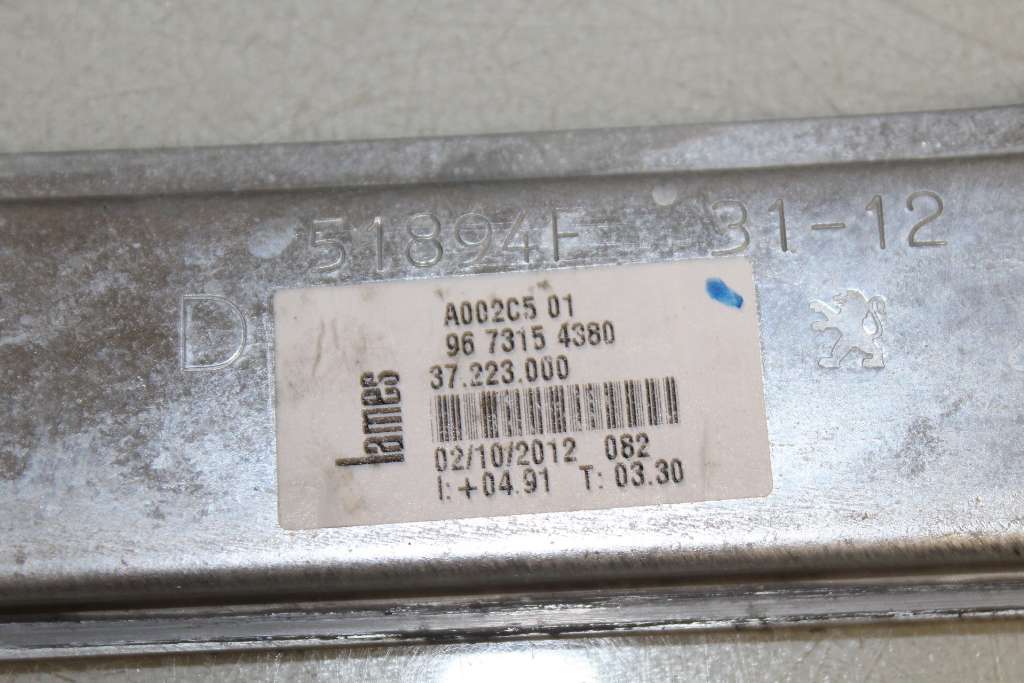 51894F 31-12
D
A002C5 01
96 7315 4380
37.223.000
lames
02/10/2012 082
I:+04.91 T: 03.30